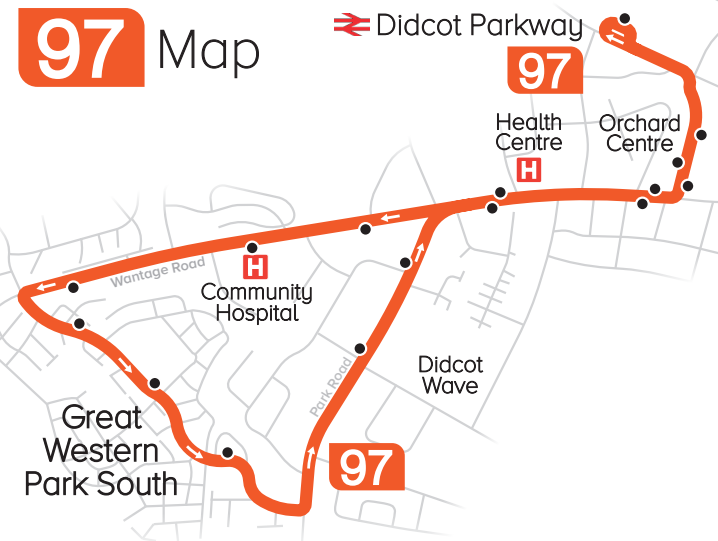 97 Map
Didcot Parkway
97
Health
Centre
H
Orchard
Centre
Wantage Road
H
Community
Hospital
Park Road
Didcot
Wave
Great
Western
Park South
97